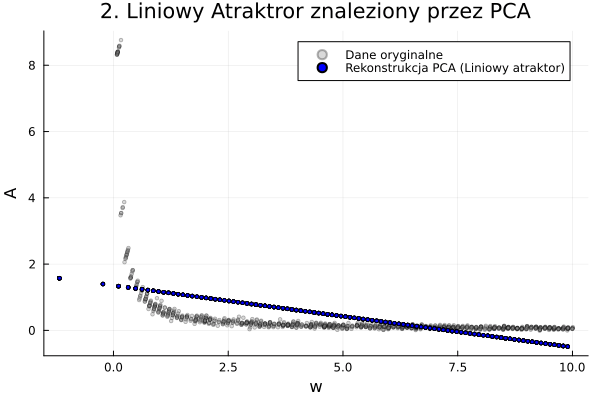 2. Liniowy Atraktror znaleziony przez PCA
Dane oryginalne
Rekonstrukcja PCA (Liniowy atraktor)
A
8
6
4
2
0
0.0 2.5 5.0 7.5 10.0
w